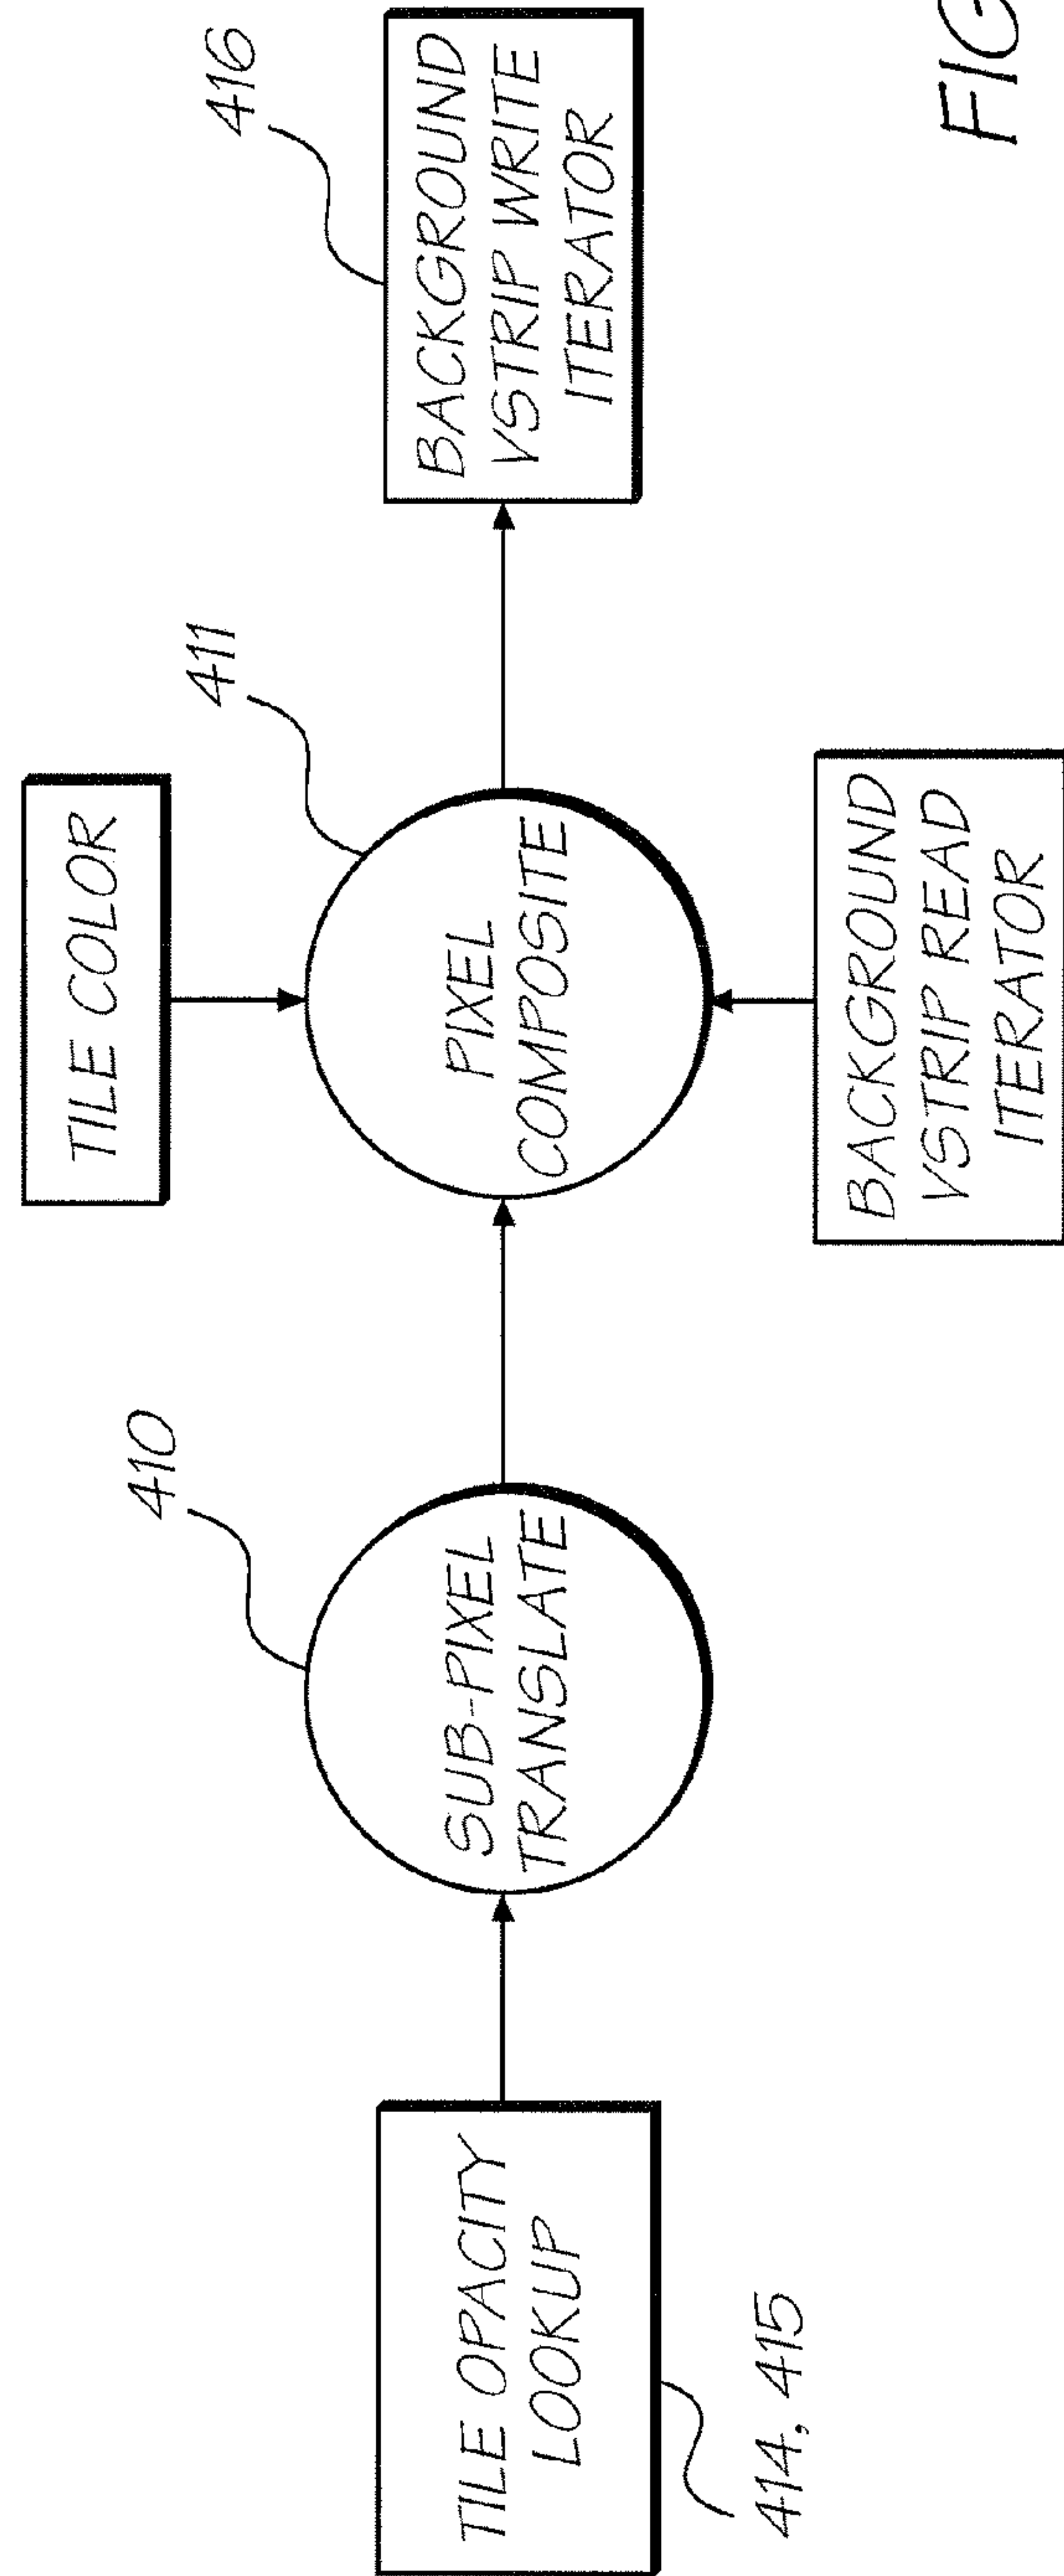 TILE OPACITY
LOOKUP
414, 415
SUB-PIXEL
TRANSLATE
410
TILE COLOR
PIXEL
COMPOSITE
411
BACKGROUND
VSTRIP READ
ITERATOR
BACKGROUND
VSTRIP WRITE
ITERATOR
416
FIG